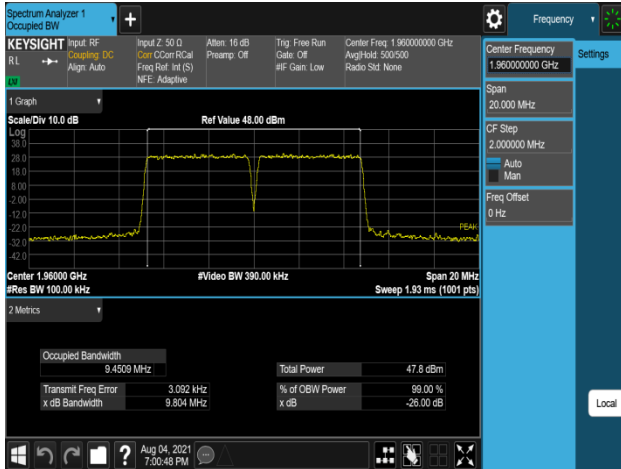 Spectrum Analyzer 1
Occupied BW
+
Frequency
KEYSIGHT
RL
LU
Input: RF
Coupling: DC
Align: Auto
Input Z: 50 Ω
Corr CCorr RCal
Freq Ref: Int (S)
NFE: Adaptive
Atten: 16 dB
Preamp: Off
Trig: Free Run
Gate: Off
#IF Gain: Low
Center Freq: 1.960000000 GHz
Avg|Hold: 500/500
Radio Std: None
Center Frequency
1.960000000 GHz
Settings
Span
20.000 MHz
CF Step
2.000000 MHz
Auto
Man
Freq Offset
0 Hz
1 Graph
Scale/Div 10.0 dB
Ref Value 48.00 dBm
Log
38.0
28.0
18.0
8.00
-2.00
-12.0
-22.0
-32.0
-42.0
PEAK
Center 1.96000 GHz
#Video BW 390.00 kHz
Span 20 MHz
#Res BW 100.00 kHz
Sweep 1.93 ms (1001 pts)
2 Metrics
Occupied Bandwidth
9.4509 MHz
Total Power 47.8 dBm
Transmit Freq Error 3.092 kHz
% of OBW Power 99.00 %
x dB Bandwidth 9.804 MHz
x dB -26.00 dB
Local
?
Aug 04, 2021
7:00:48 PM